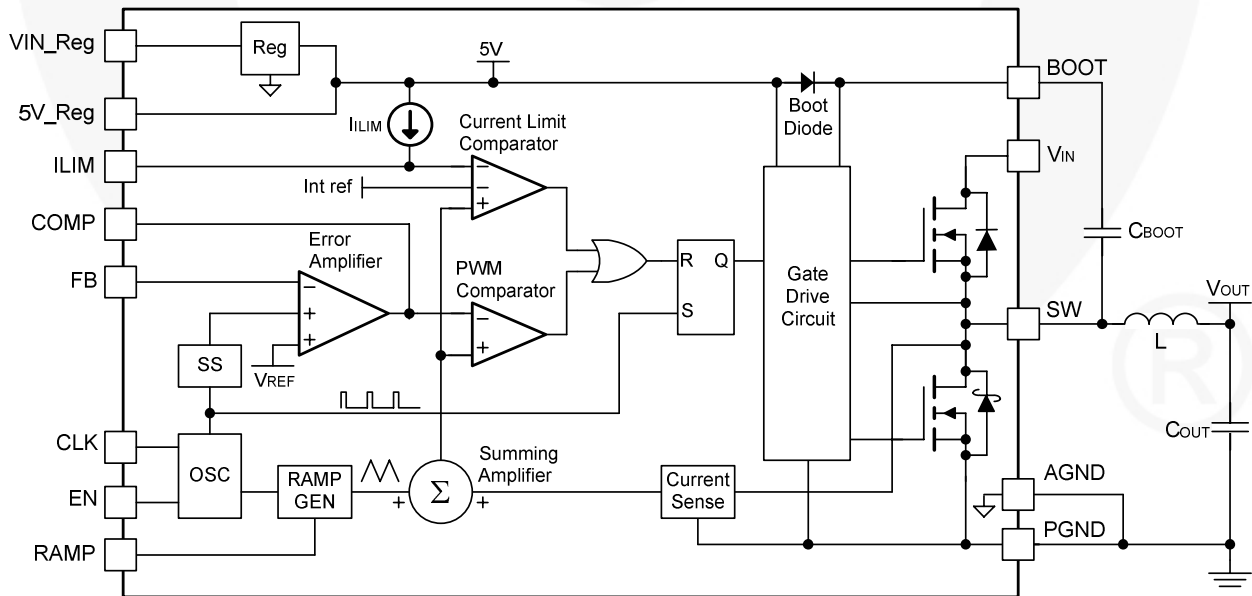 VIN_Reg
Reg
5V
BOOT
Boot
Diode
5V_Reg
IILIM
Current Limit
Comparator
ILIM
VIN
Int ref
COMP
CBOOT
Error
Amplifier
R
Q
FB
PWM
Comparator
Gate
Drive
Circuit
VOUT
S
SW
SS
VREF
L
®
CLK
COUT
OSC
RAMP
GEN
Σ
Summing
Amplifier
Current
Sense
AGND
EN
PGND
RAMP